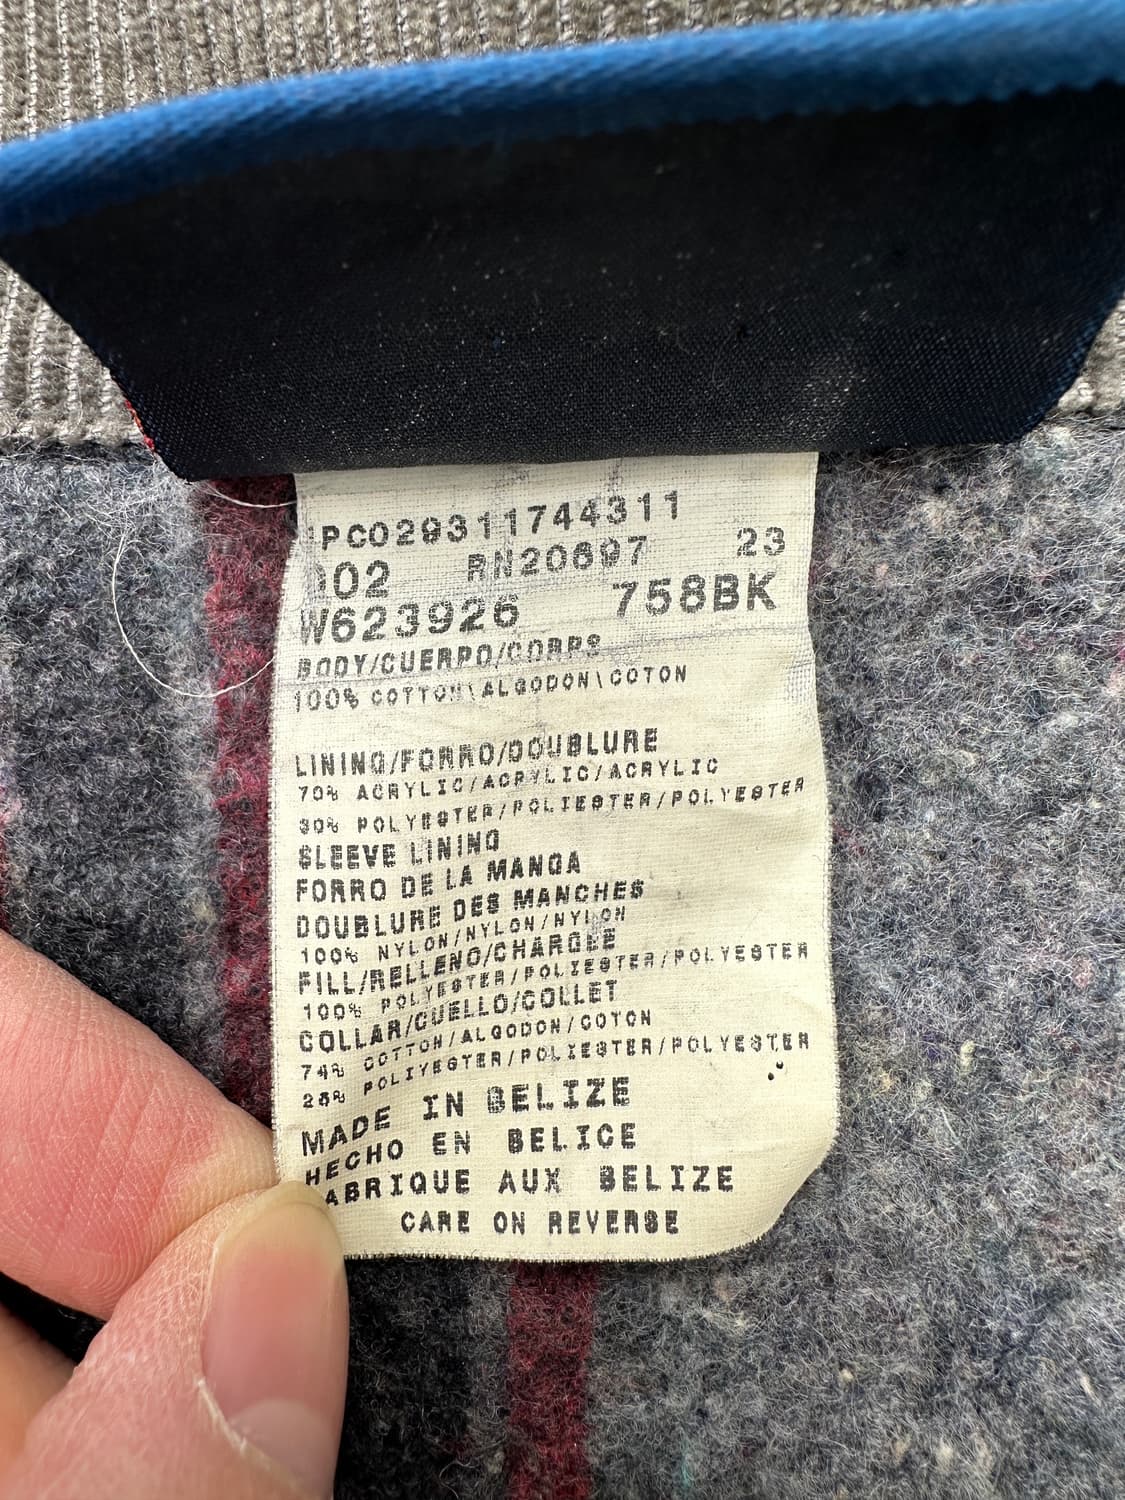 PC029311744311
RN20697 23
002
W623926 758BK
BODY/CUERPO/CORPS
100% COTTON\ALGODON\COTON
LINING/FORRO/DOUBLURE
70% ACRYLIC/ACRYLIC/ACRYLIC
30% POLYESTER/POLIESTER/POLYESTER
SLEEVE LINING
FORRO DE LA MANGA
DOUBLURE DES MANCHES
100% NYLON/NYLON/NYLON
FILL/RELLENO/CHARGEE
100% POLYESTER/POLIESTER/POLYESTER
COLLAR/CUELLO/COLLET
74% COTTON/ALGODON/COTON
26% POLIYESTER/POLIESTER/POLYESTER
MADE IN BELIZE
HECHO EN BELICE
FABRIQUE AUX BELIZE
CARE ON REVERSE